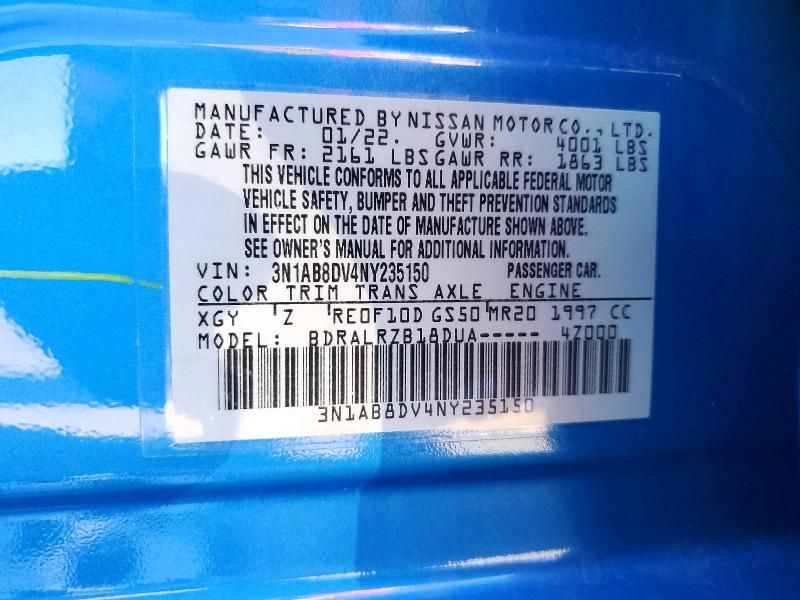 MANUFACTURED BY NISSAN MOTOR CO., LTD.
DATE: 01/22. GVWR: 4001 LBS
GAWR FR: 2161 LBS GAWR RR: 1863 LBS
THIS VEHICLE CONFORMS TO ALL APPLICABLE FEDERAL MOTOR
VEHICLE SAFETY, BUMPER AND THEFT PREVENTION STANDARDS
IN EFFECT ON THE DATE OF MANUFACTURE SHOWN ABOVE.
SEE OWNER'S MANUAL FOR ADDITIONAL INFORMATION.
VIN: 3N1AB8DV4NY235150 PASSENGER CAR.
COLOR TRIM TRANS AXLE ENGINE
XGY Z RE0F10D GS50 MR20 1997 CC
MODEL: BDRALRZB18DUA----- 4Z000
3N1AB8DV4NY235150